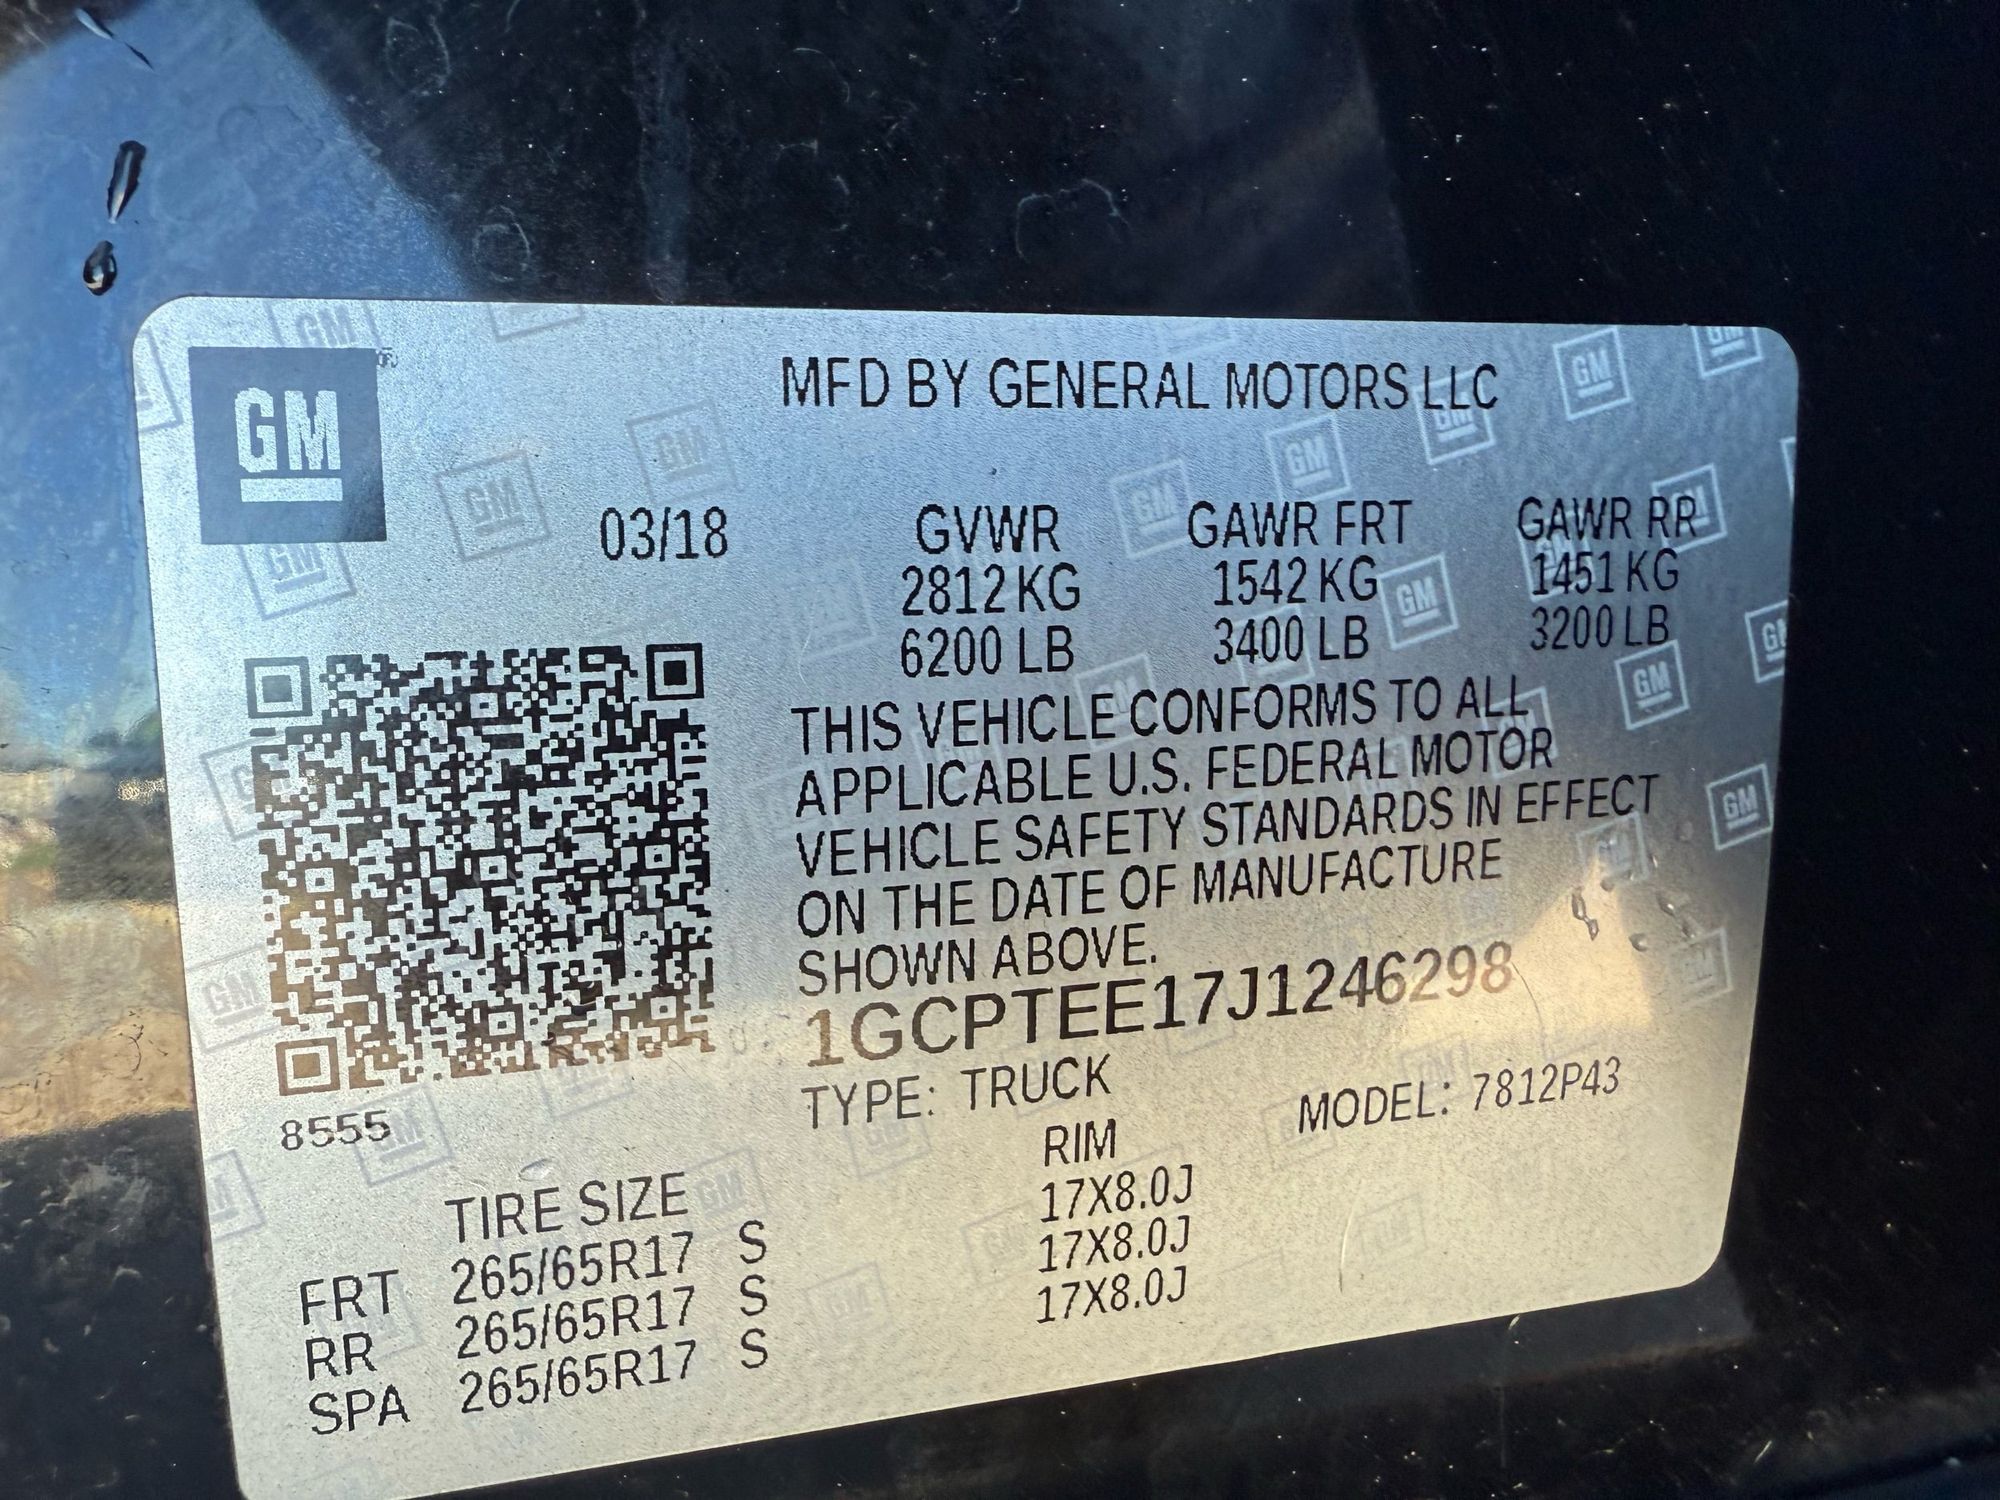 GM
MFD BY GENERAL MOTORS LLC
03/18
GVWR GAWR FRT GAWR RR
2812 KG 1542 KG 1451 KG
6200 LB 3400 LB 3200 LB
THIS VEHICLE CONFORMS TO ALL
APPLICABLE U.S. FEDERAL MOTOR
VEHICLE SAFETY STANDARDS IN EFFECT
ON THE DATE OF MANUFACTURE
SHOWN ABOVE.
1GCPTEE17J1246298
TYPE: TRUCK MODEL: 7812P43
8555
TIRE SIZE RIM
FRT 265/65R17 S 17X8.0J
RR 265/65R17 S 17X8.0J
SPA 265/65R17 S 17X8.0J